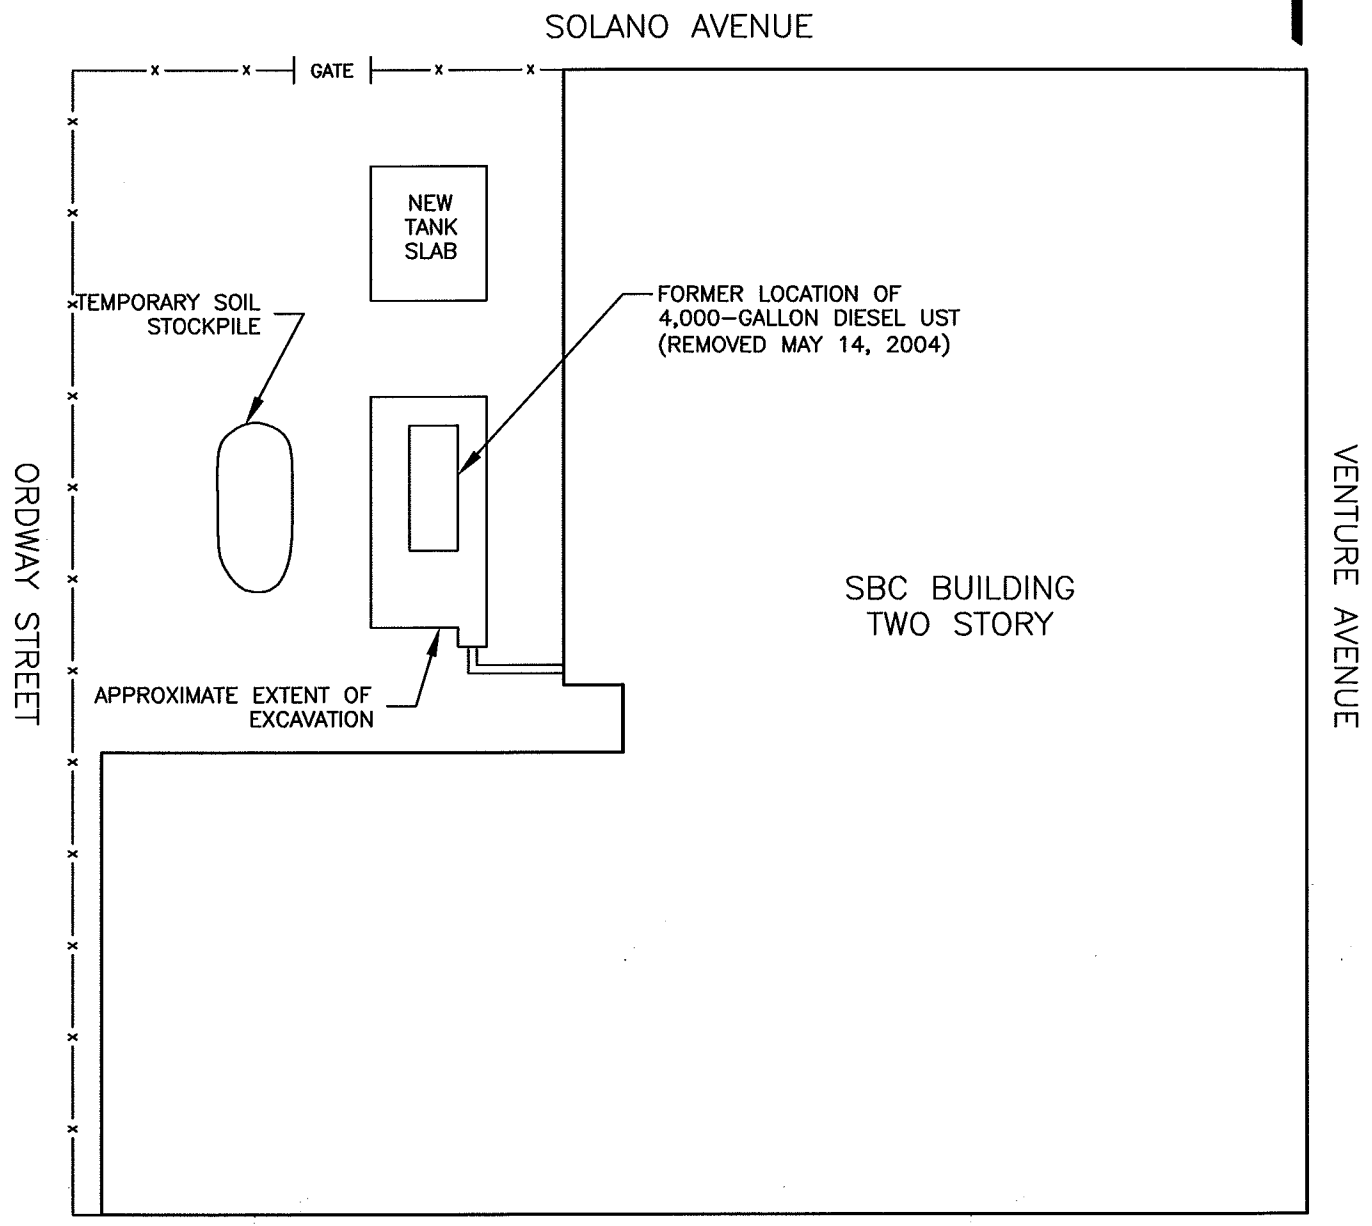 SOLANO AVENUE
GATE
NEW
TANK
SLAB
TEMPORARY SOIL
STOCKPILE
FORMER LOCATION OF
4,000-GALLON DIESEL UST
(REMOVED MAY 14, 2004)
ORDWAY STREET
VENTURE AVENUE
SBC BUILDING
TWO STORY
APPROXIMATE EXTENT OF
EXCAVATION